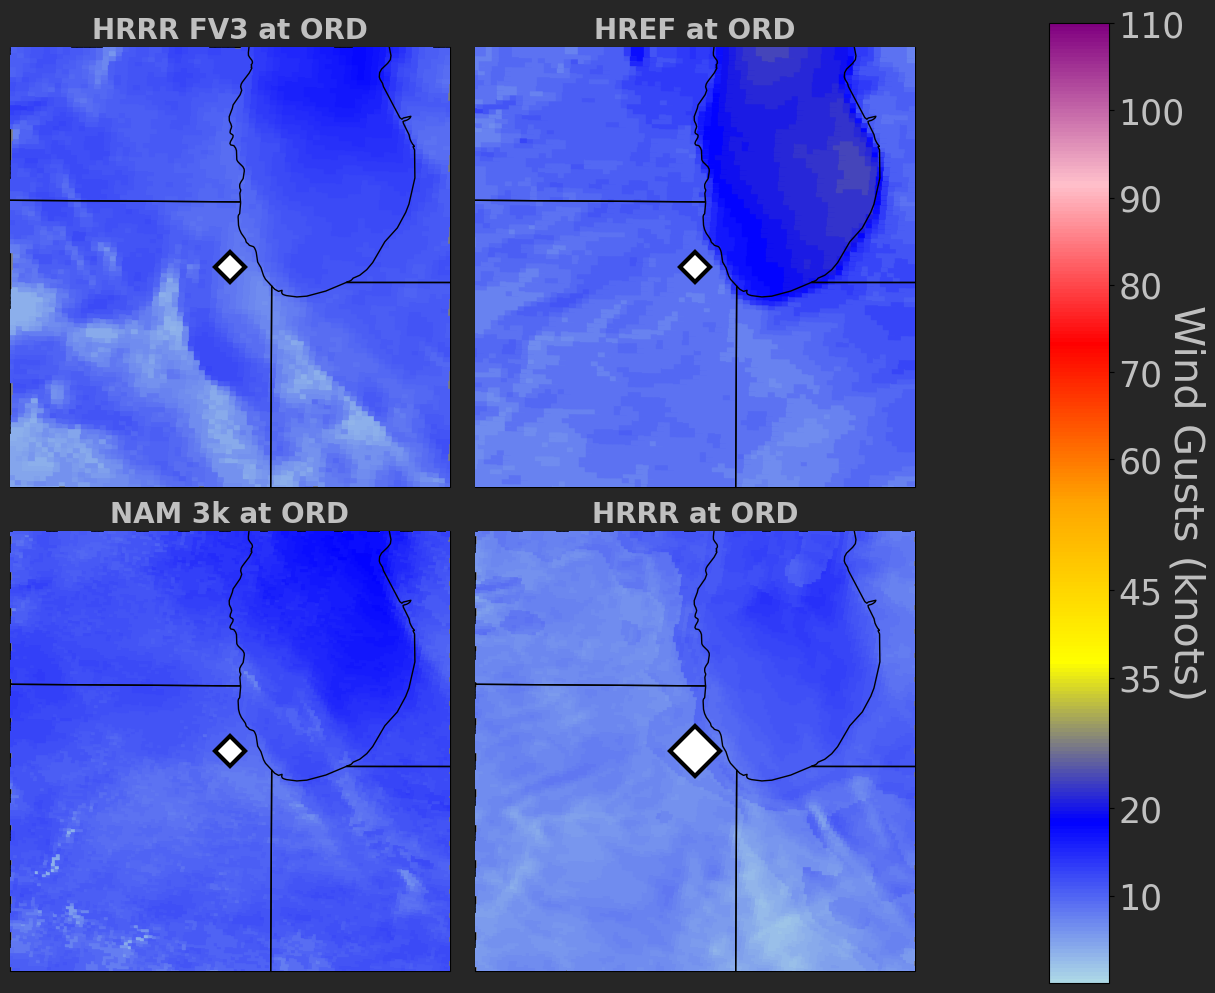 HRRR FV3 at ORD
HREF at ORD
NAM 3k at ORD
HRRR at ORD
110
100
90
80
70
60
45
35
20
10
Wind Gusts (knots)